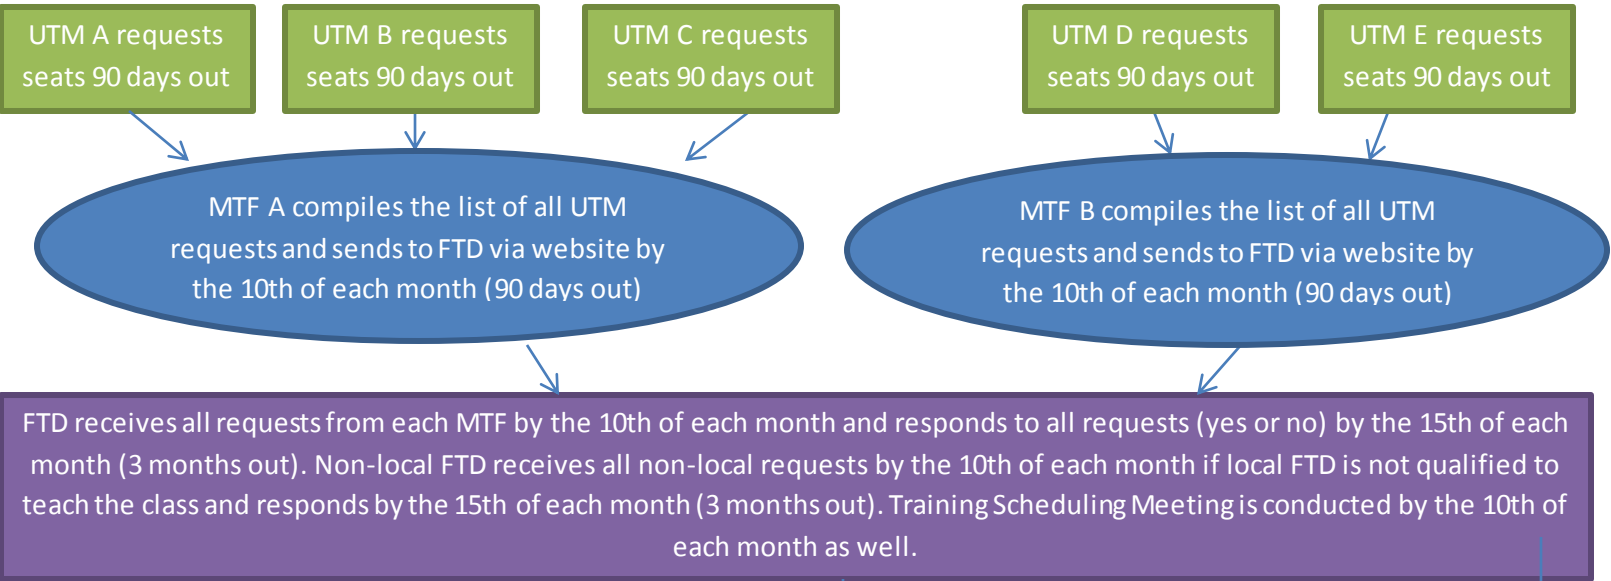 UTM A requests
seats 90 days out
UTM B requests
seats 90 days out
UTM C requests
seats 90 days out
UTM D requests
seats 90 days out
UTM E requests
seats 90 days out
MTF A compiles the list of all UTM
requests and sends to FTD via website by
the 10th of each month (90 days out)
MTF B compiles the list of all UTM
requests and sends to FTD via website by
the 10th of each month (90 days out)
FTD receives all requests from each MTF by the 10th of each month and responds to all requests (yes or no) by the 15th of each
month (3 months out). Non-local FTD receives all non-local requests by the 10th of each month if local FTD is not qualified to
teach the class and responds by the 15th of each month (3 months out). Training Scheduling Meeting is conducted by the 10th of
each month as well.